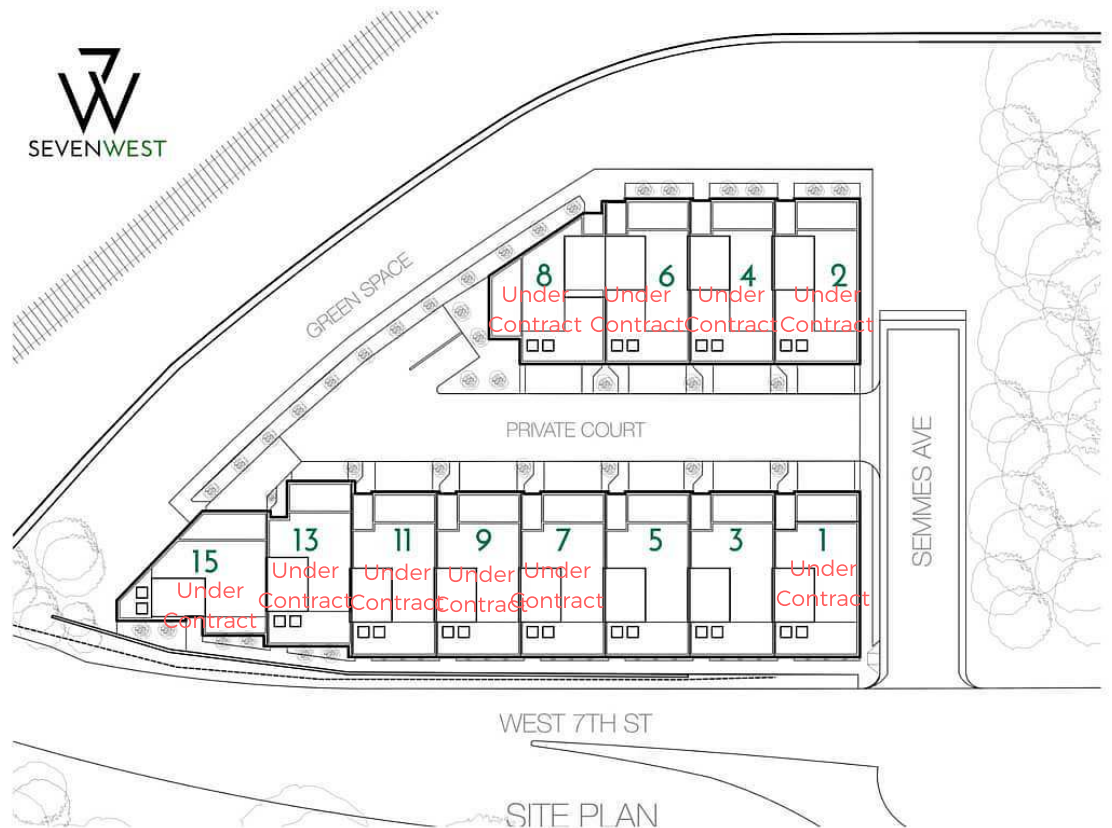 7W
SEVENWEST
GREEN SPACE
8
6
4
2
Under
Contract
Under
Contract
Under
Contract
Under
Contract
PRIVATE COURT
SEMMES AVE
15
13
11
9
7
5
3
1
Under
Contract
Under
Contract
Under
Contract
Under
Contract
Under
Contract
Under
Contract
WEST 7TH ST
SITE PLAN